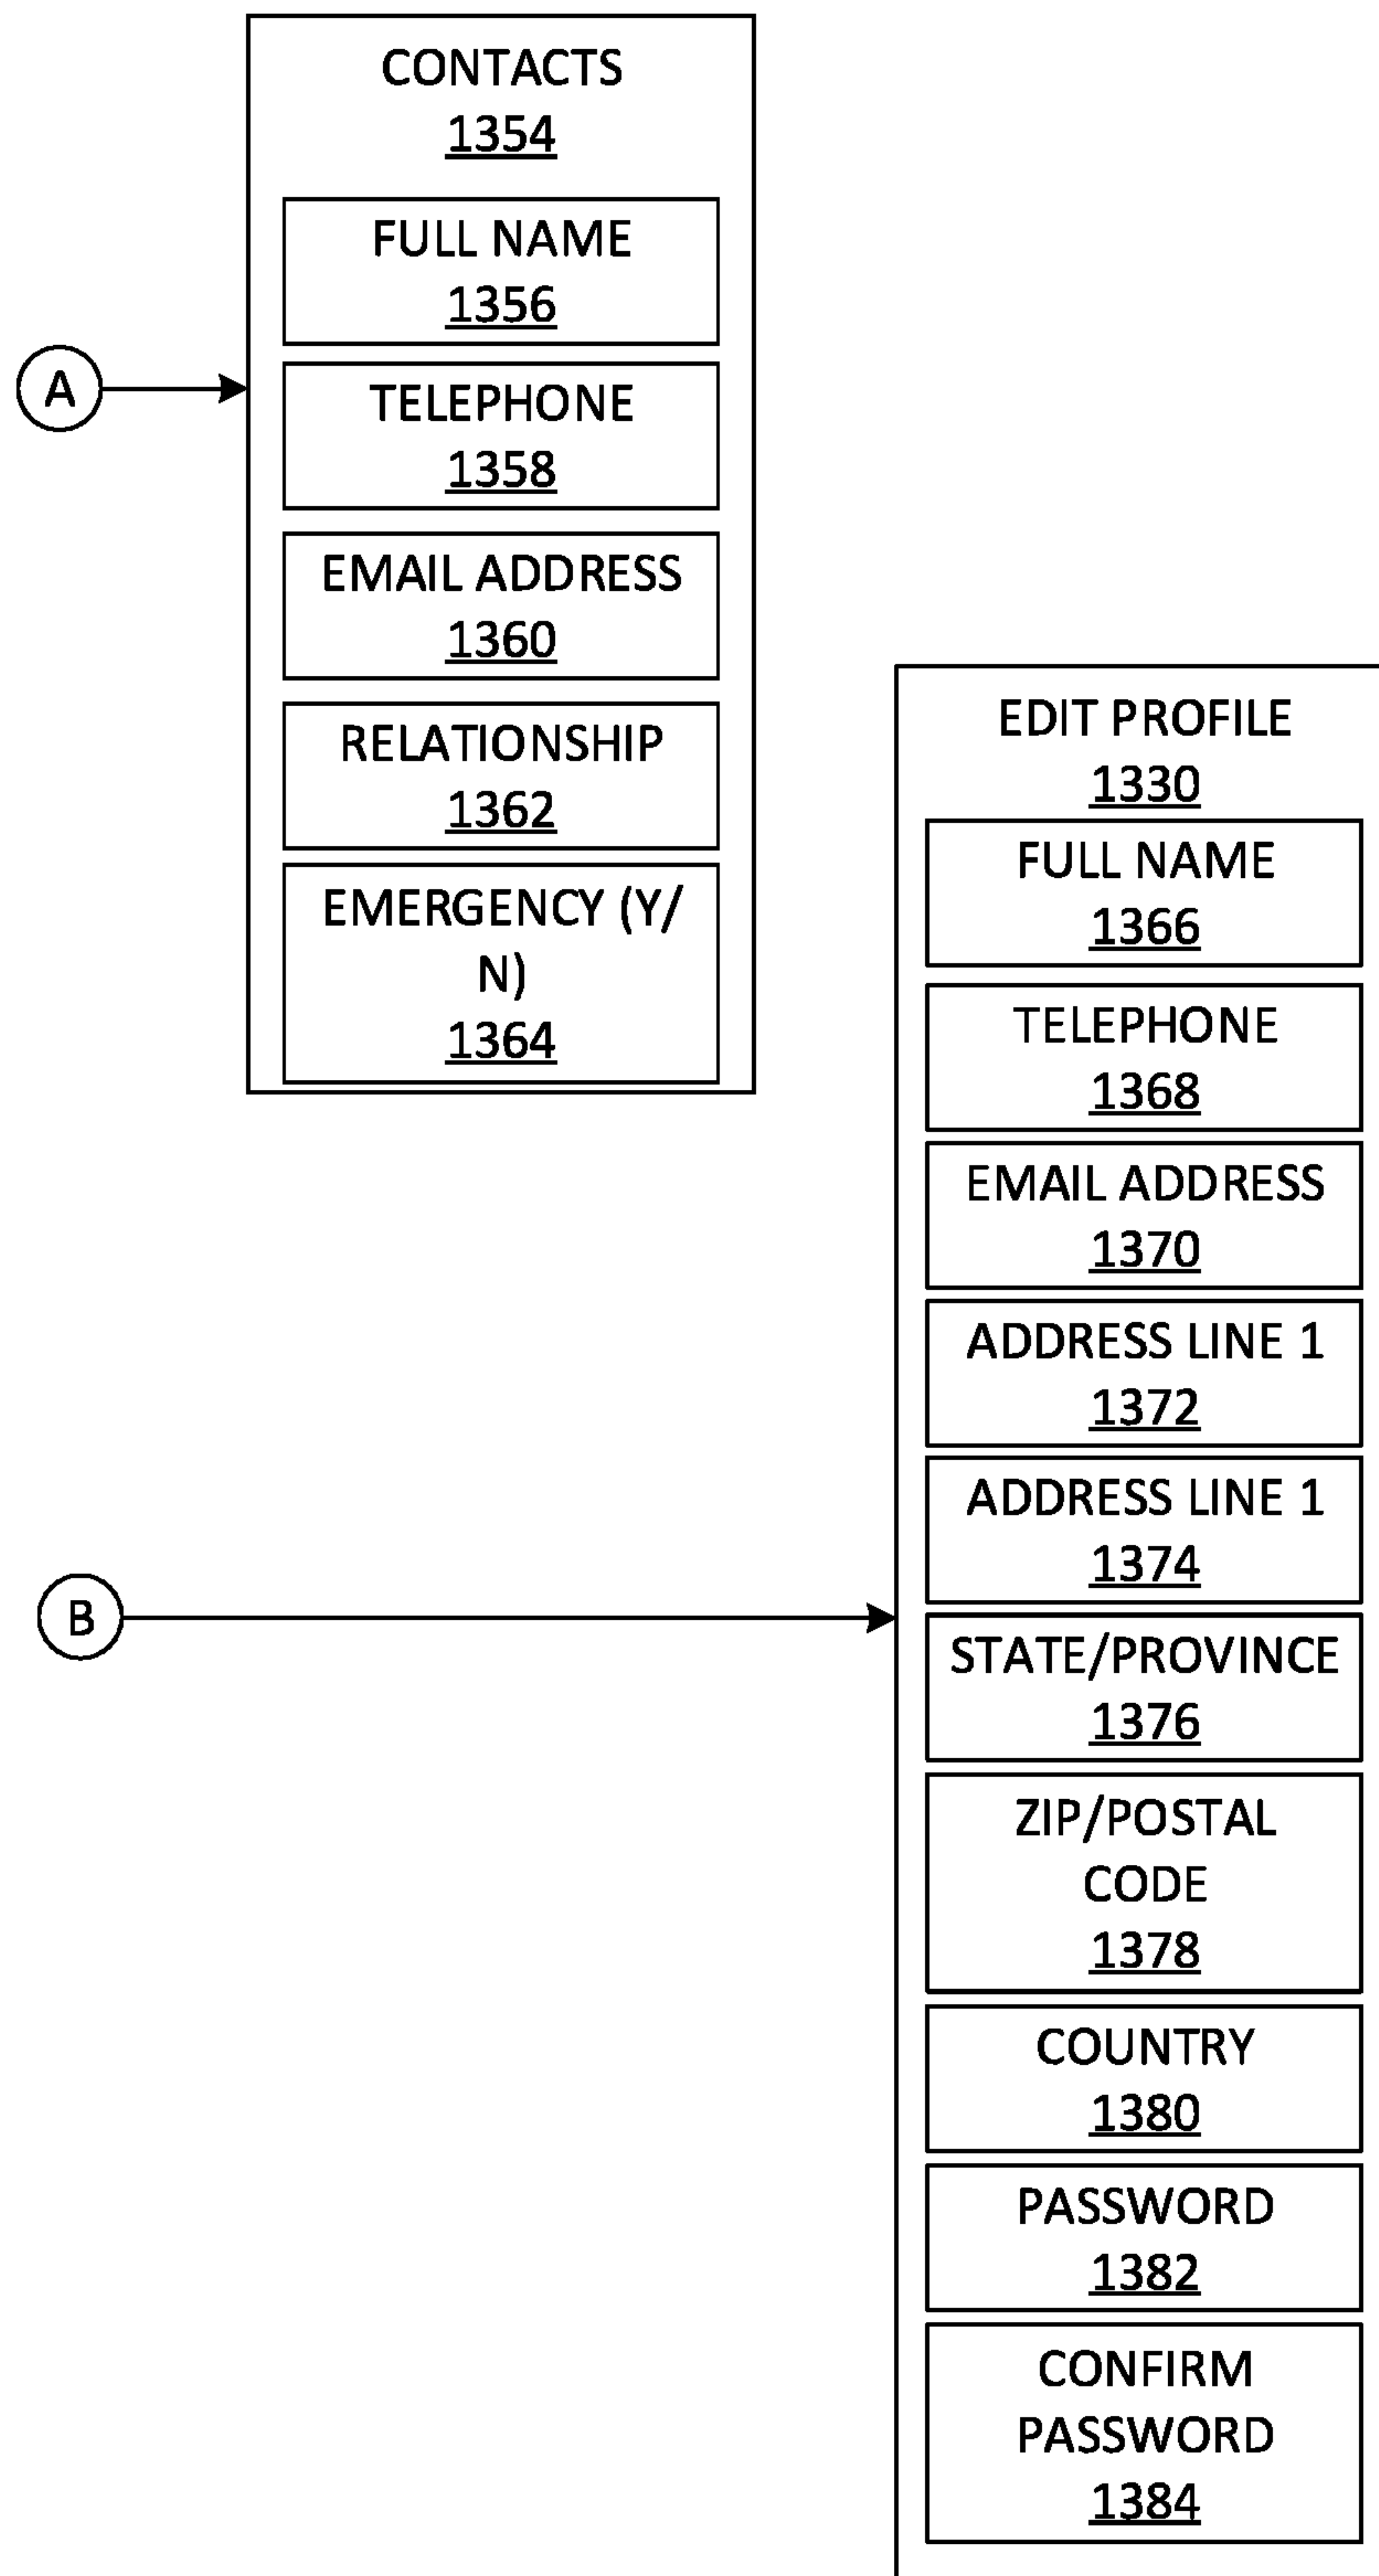 CONTACTS
1354
FULL NAME
1356
A
TELEPHONE
1358
EMAIL ADDRESS
1360
RELATIONSHIP
1362
EMERGENCY (Y/
N)
1364
EDIT PROFILE
1330
FULL NAME
1366
TELEPHONE
1368
EMAIL ADDRESS
1370
ADDRESS LINE 1
1372
ADDRESS LINE 1
1374
B
STATE/PROVINCE
1376
ZIP/POSTAL
CODE
1378
COUNTRY
1380
PASSWORD
1382
CONFIRM
PASSWORD
1384